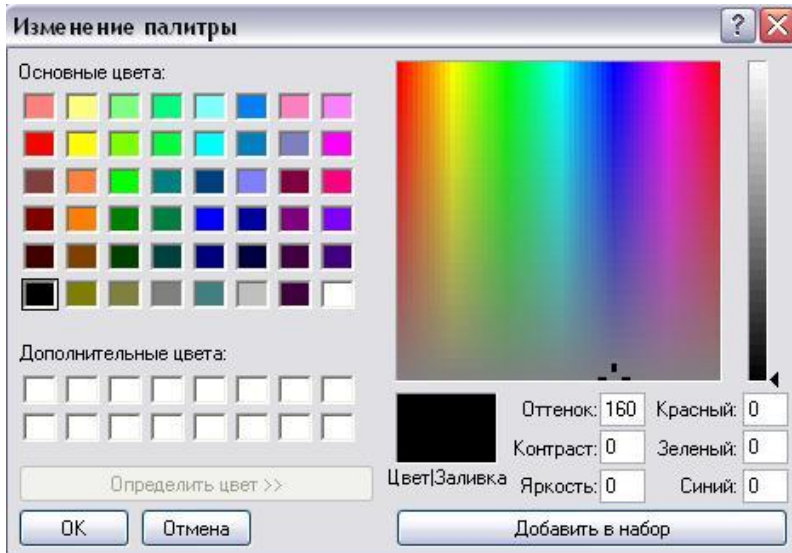 Изменение палитры
?
Основные цвета:
Дополнительные цвета:
Определить цвет >>
OK
Отмена
Цвет|Заливка
Оттенок: 160
Контраст: 0
Яркость: 0
Красный: 0
Зеленый: 0
Синий: 0
Добавить в набор